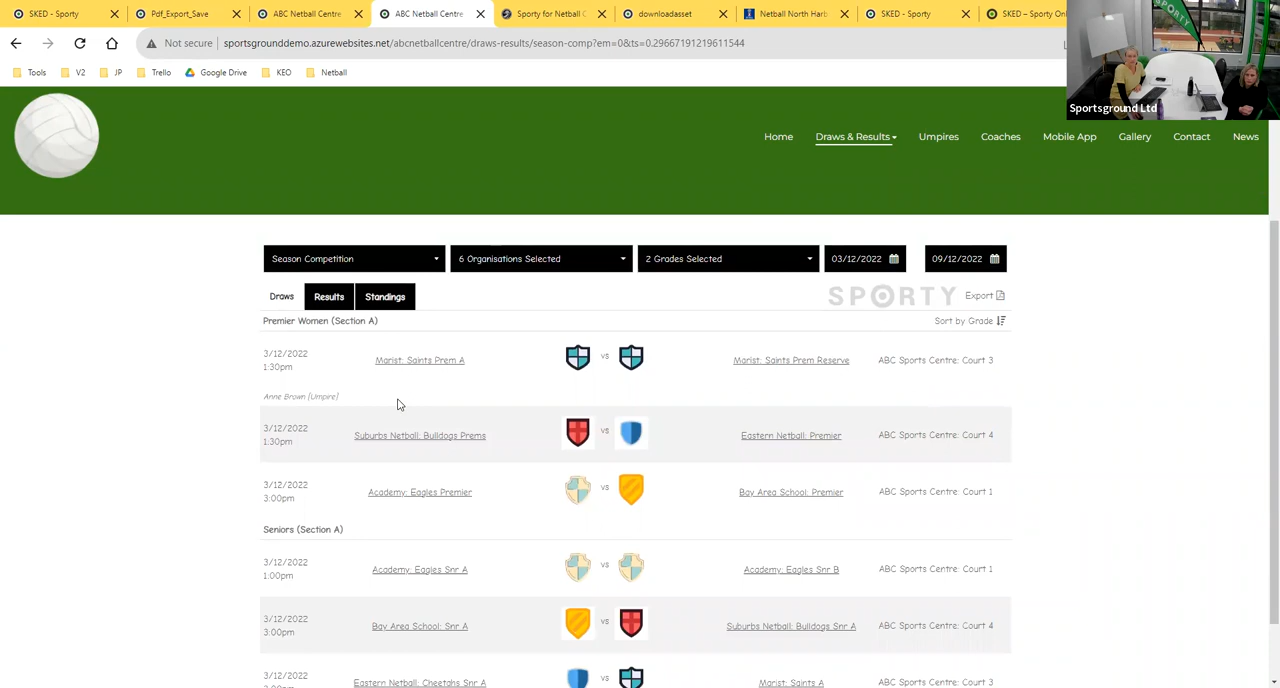 SKED - Sporty
Pdf_Export_Save
ABC Netball Centre
ABC Netball Centre
Sporty for Netball C
downloadasset
Netball North Harb
SKED - Sporty
SKED – Sporty Onl
Not secure
sportsgrounddemo.azurewebsites.net/abcnetballcentre/draws-results/season-comp?em=0&ts=0.29667191219611544
Tools
V2
JP
Trello
Google Drive
KEO
Netball
SPORTY
Sportsground Ltd
Home
Draws & Results
Umpires
Coaches
Mobile App
Gallery
Contact
News
Season Competition
6 Organisations Selected
2 Grades Selected
03/12/2022
09/12/2022
Draws
Results
Standings
SPORTY
Export
Premier Women (Section A)
Sort by Grade
3/12/2022
1:30pm
Marist: Saints Prem A
vs
Marist: Saints Prem Reserve
ABC Sports Centre: Court 3
Anne Brown [Umpire]
3/12/2022
1:30pm
Suburbs Netball: Bulldogs Prems
vs
Eastern Netball: Premier
ABC Sports Centre: Court 4
3/12/2022
3:00pm
Academy: Eagles Premier
vs
Bay Area School: Premier
ABC Sports Centre: Court 1
Seniors (Section A)
3/12/2022
1:00pm
Academy: Eagles Snr A
vs
Academy: Eagles Snr B
ABC Sports Centre: Court 1
3/12/2022
3:00pm
Bay Area School: Snr A
vs
Suburbs Netball: Bulldogs Snr A
ABC Sports Centre: Court 4
3/12/2022
Eastern Netball: Cheetahs Snr A
vs
Marist: Saints A
ABC Sports Centre: Court 3